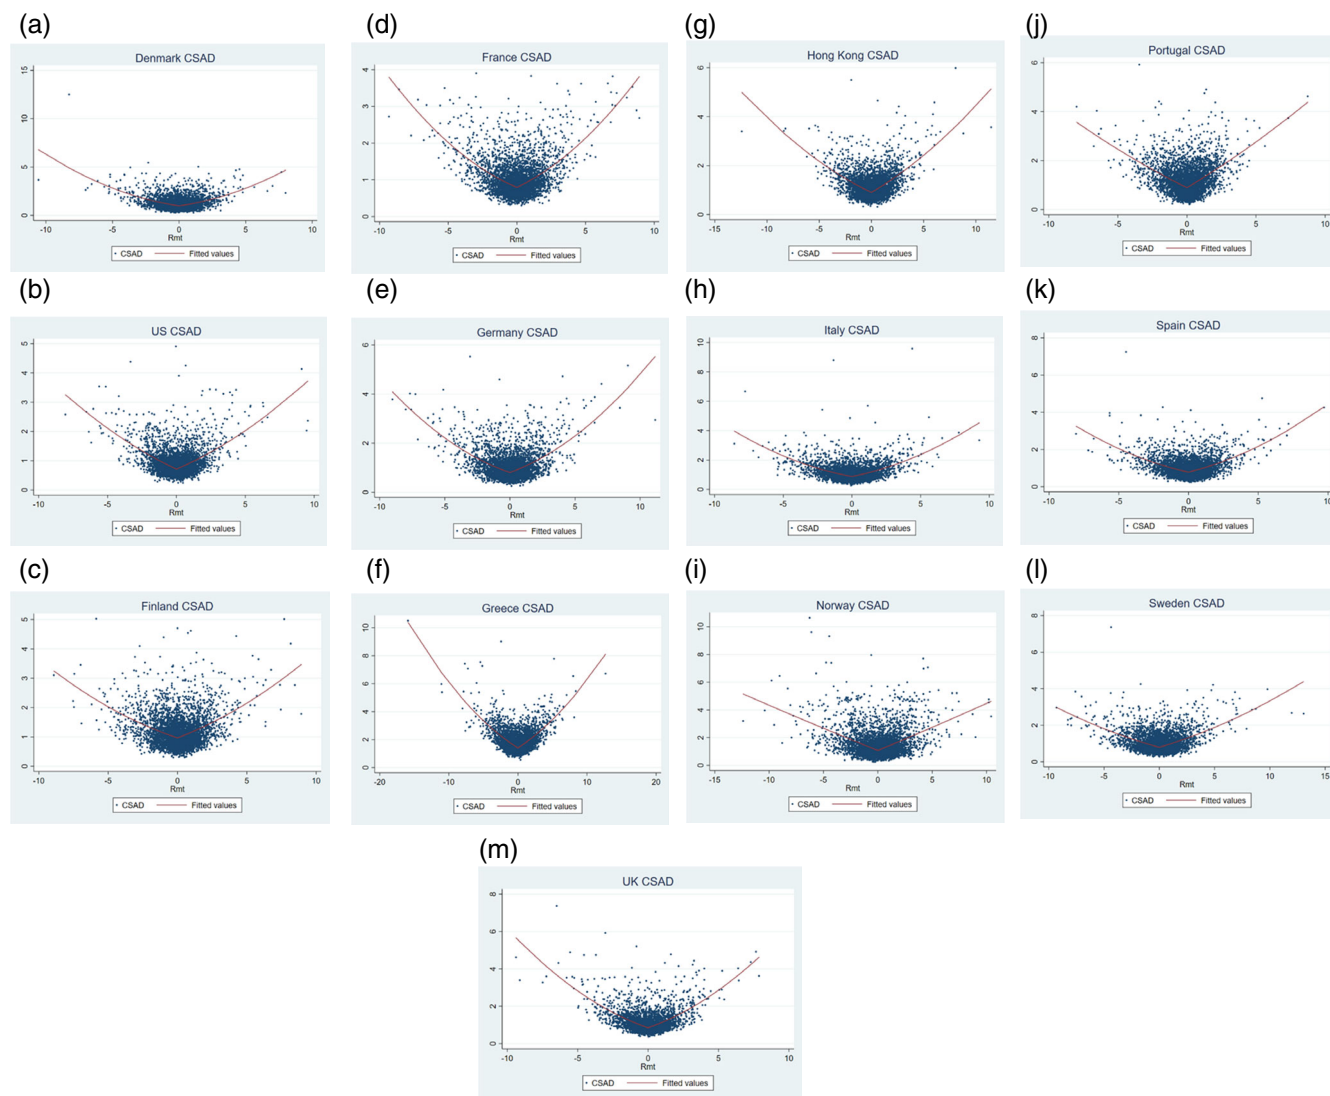 (a)
Denmark CSAD
15
10
5
0
-10 -5 0 5 10
Rmt
CSAD Fitted values
(d)
France CSAD
4
3
2
1
0
-10 -5 0 5 10
Rmt
CSAD Fitted values
(g)
Hong Kong CSAD
6
4
2
0
-15 -10 -5 0 5 10
Rmt
CSAD Fitted values
(j)
Portugal CSAD
6
4
2
0
-10 -5 0 5 10
Rmt
CSAD Fitted values
(b)
US CSAD
5
4
3
2
1
0
-10 -5 0 5 10
Rmt
CSAD Fitted values
(e)
Germany CSAD
6
4
2
0
-10 -5 0 5 10
Rmt
CSAD Fitted values
(h)
Italy CSAD
10
8
6
4
2
0
-10 -5 0 5 10
Rmt
CSAD Fitted values
(k)
Spain CSAD
8
6
4
2
0
-10 -5 0 5 10
Rmt
CSAD Fitted values
(c)
Finland CSAD
5
4
3
2
1
0
-10 -5 0 5 10
Rmt
CSAD Fitted values
(f)
Greece CSAD
10
8
6
4
2
0
-20 -10 0 10 20
Rmt
CSAD Fitted values
(i)
Norway CSAD
10
8
6
4
2
0
-15 -10 -5 0 5 10
Rmt
CSAD Fitted values
(l)
Sweden CSAD
8
6
4
2
0
-10 -5 0 5 10 15
Rmt
CSAD Fitted values
(m)
UK CSAD
8
6
4
2
0
-10 -5 0 5 10
Rmt
CSAD Fitted values